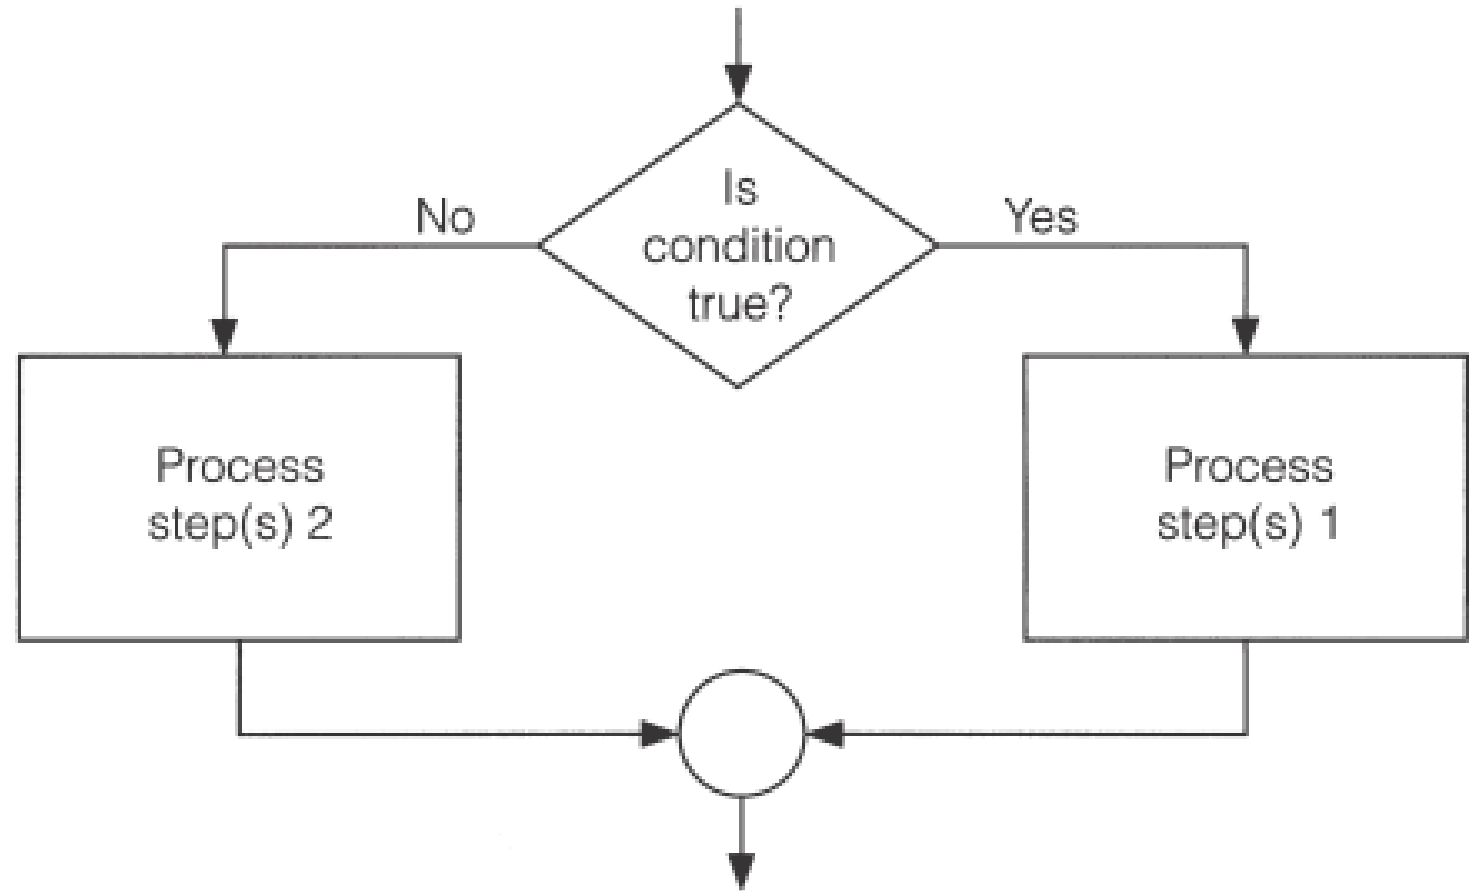 Is
condition
true?
No
Yes
Process
step(s) 2
Process
step(s) 1